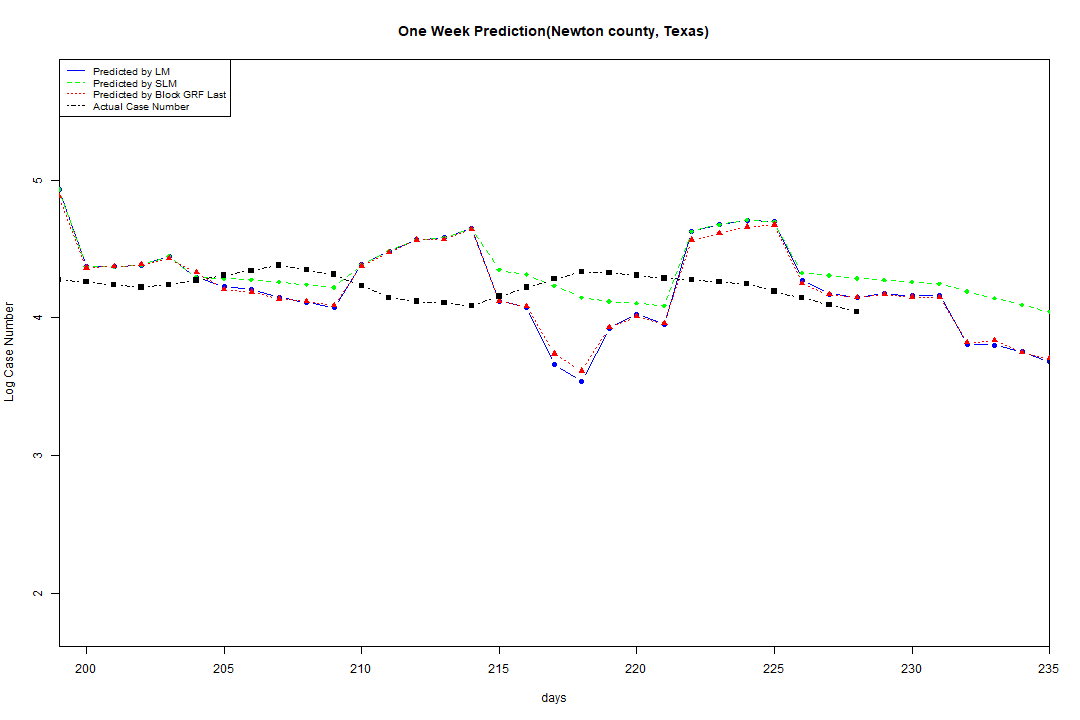 One Week Prediction(Newton county, Texas)
Predicted by LM
Predicted by SLM
Predicted by Block GRF Last
Actual Case Number
5
4
3
2
Log Case Number
200 205 210 215 220 225 230 235
days